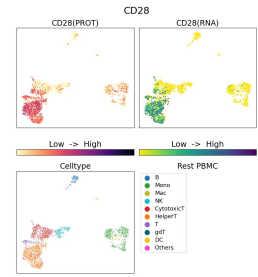 CD28
CD28(PROT)
CD28(RNA)
Low -> High
Low -> High
Celltype
Rest PBMC
B
Mono
Mac
NK
CytotoxicT
HelperT
T
gdT
DC
Others